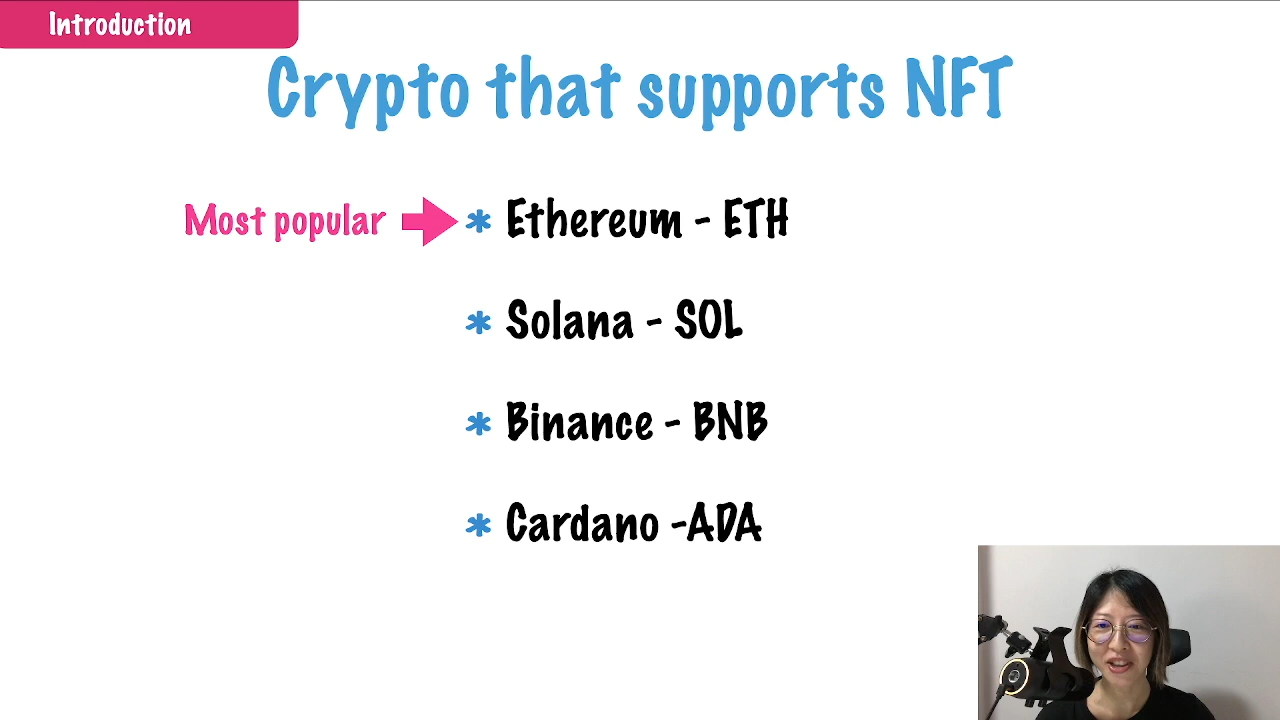 Introduction
Crypto that supports NFT
Most popular
* Ethereum - ETH
* Solana - SOL
* Binance - BNB
* Cardano -ADA